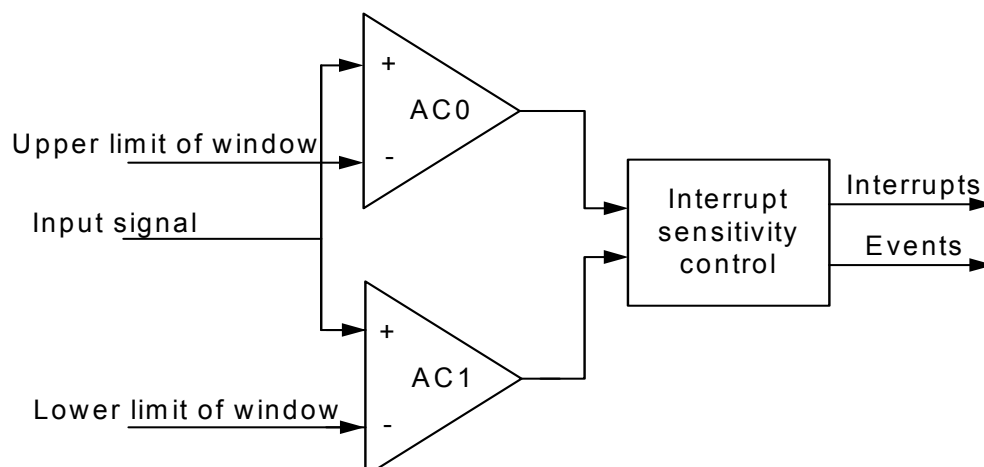 +
AC0
Upper limit of window
-
Input signal
Interrupt
sensitivity
control
Interrupts
Events
+
AC1
Lower limit of window
-